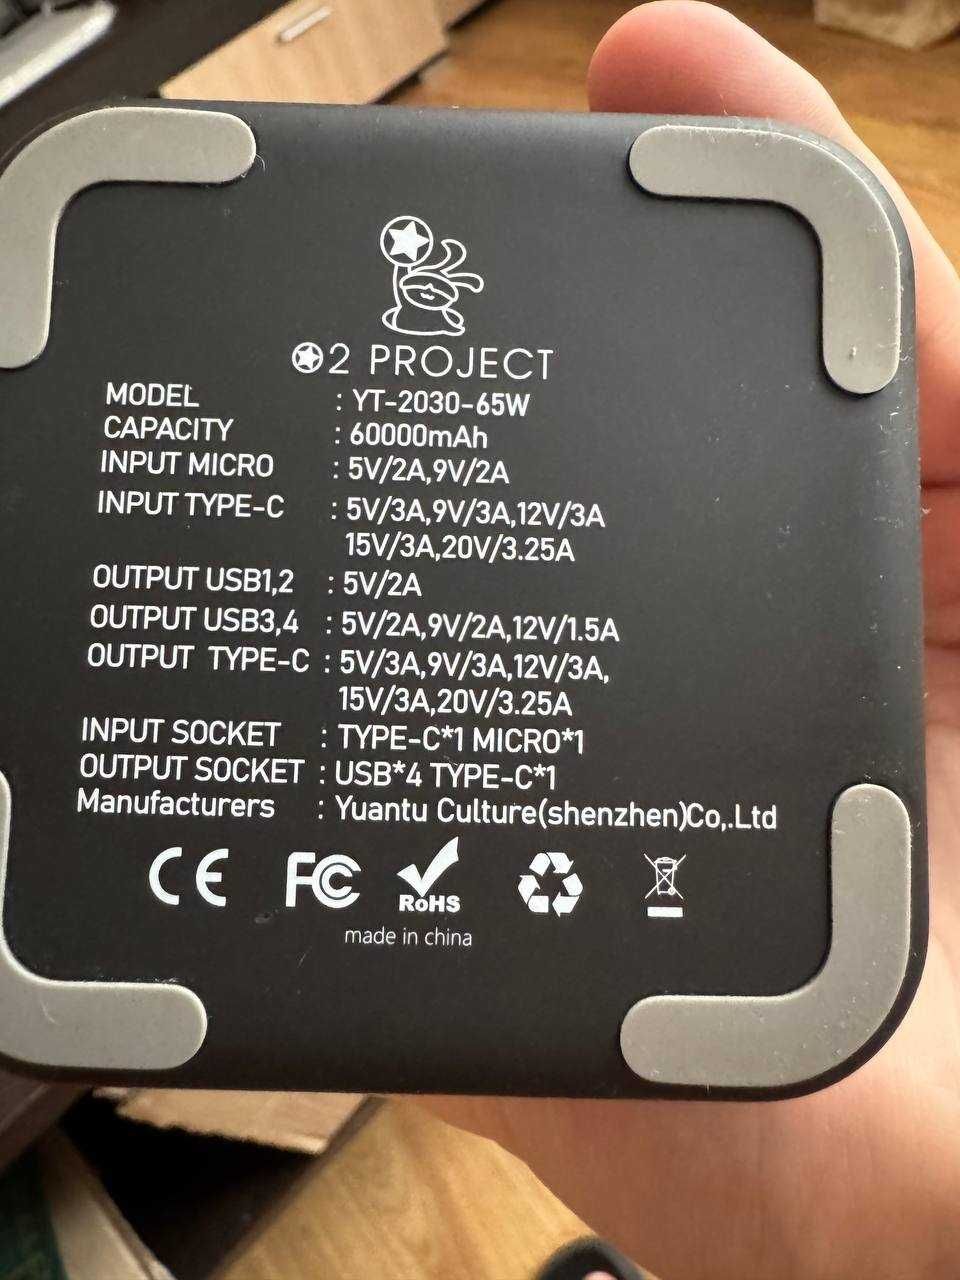 2 PROJECT
MODEL : YT-2030-65W
CAPACITY : 60000mAh
INPUT MICRO : 5V/2A,9V/2A
INPUT TYPE-C : 5V/3A,9V/3A,12V/3A
15V/3A,20V/3.25A
OUTPUT USB1,2 : 5V/2A
OUTPUT USB3,4 : 5V/2A,9V/2A,12V/1.5A
OUTPUT TYPE-C : 5V/3A,9V/3A,12V/3A,
15V/3A,20V/3.25A
INPUT SOCKET : TYPE-C*1 MICRO*1
OUTPUT SOCKET : USB*4 TYPE-C*1
Manufacturers : Yuantu Culture(shenzhen)Co,.Ltd
CE FC RoHS
made in china